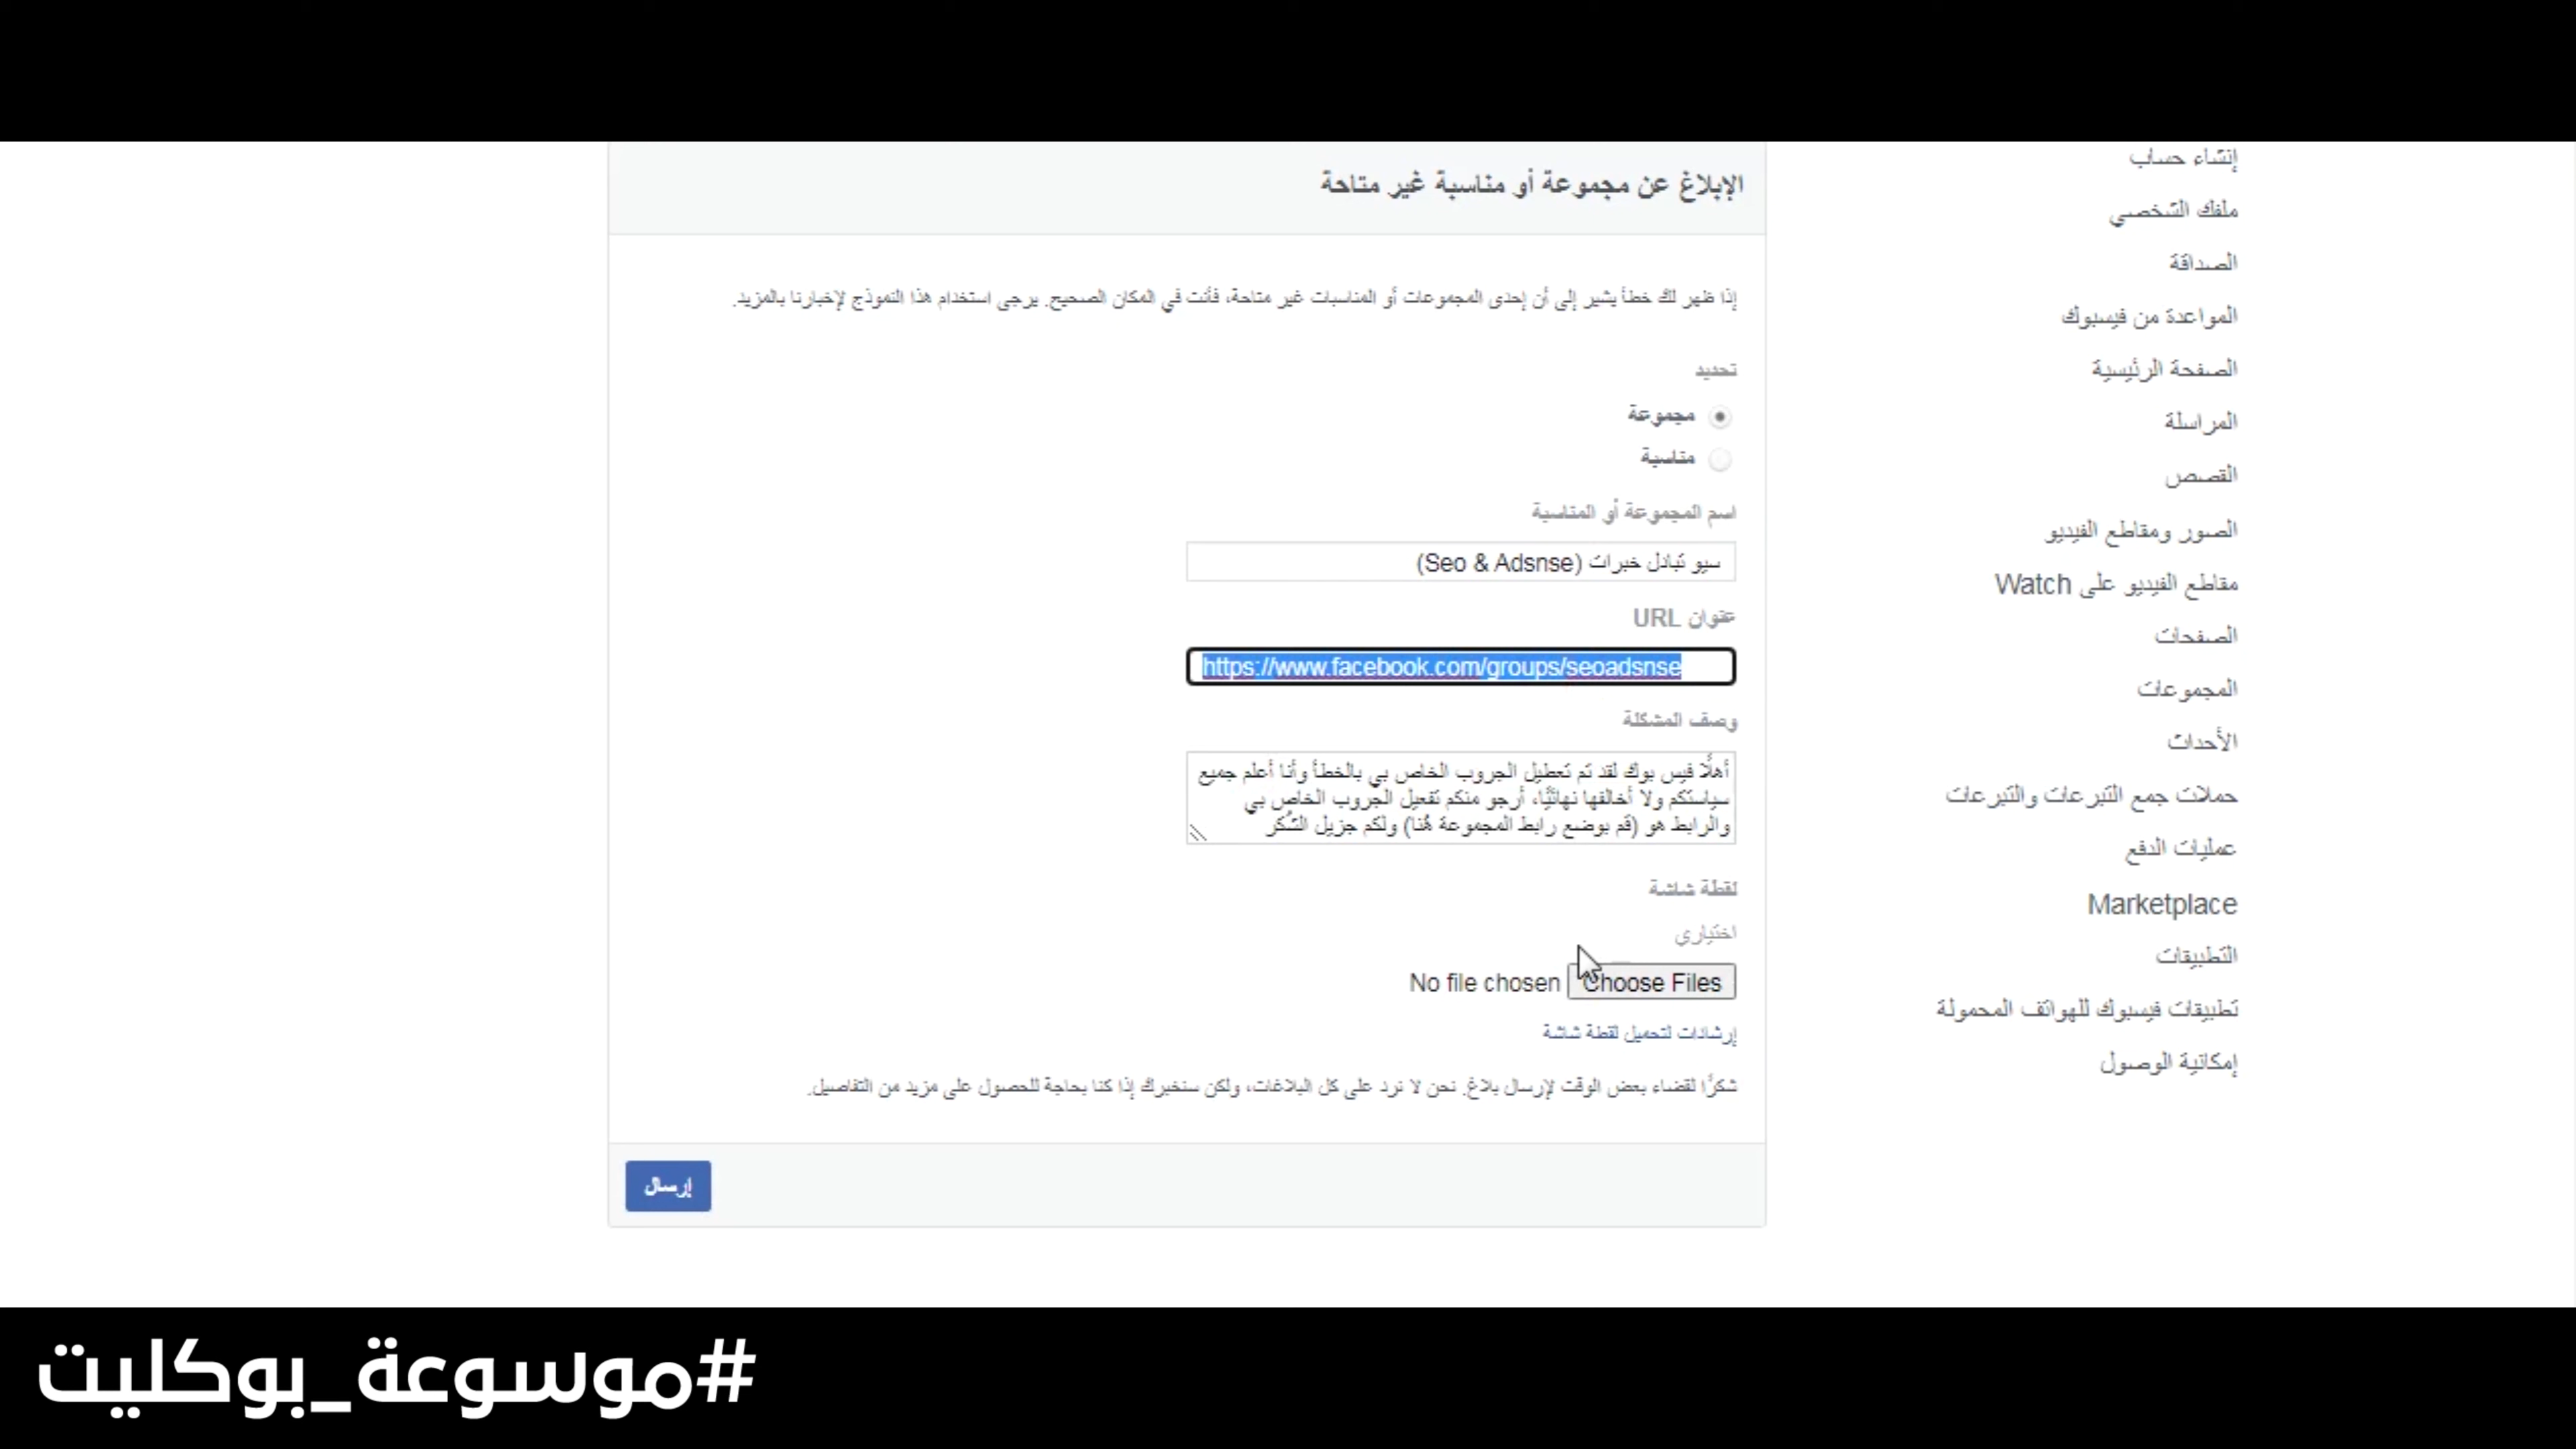 الإبلاغ عن مجموعة أو مناسبة غير متاحة
إذا ظهر لك خطأ يشير إلى أن إحدى المجموعات أو المناسبات غير متاحة، فأنت في المكان الصحيح. يرجى استخدام هذا النموذج لإخبارنا بالمزيد.
تحديد
مجموعة
مناسبة
اسم المجموعة أو المناسبة
سيو تبادل خبرات (Seo & Adsnse)
عنوان URL
https://www.facebook.com/groups/seoadsnse
وصف المشكلة
أهلًا فيس بوك لقد تم تعطيل الجروب الخاص بي بالخطأ وأنا أعلم جميع
سياستكم ولا أخالفها نهائيًا، أرجو منكم تفعيل الجروب الخاص بي
والرابط هو (قم بوضع رابط المجموعة هُنا) ولكم جزيل الشكر
لقطة شاشة
اختياري
Choose Files No file chosen
إرشادات لتحميل لقطة شاشة
شكرًا لقضاء بعض الوقت لإرسال بلاغ. نحن لا نرد على كل البلاغات، ولكن سنخبرك إذا كنا بحاجة للحصول على مزيد من التفاصيل.
إرسال
إنشاء حساب
ملفك الشخصي
الصداقة
المواعدة من فيسبوك
الصفحة الرئيسية
المراسلة
القصص
الصور ومقاطع الفيديو
مقاطع الفيديو على Watch
الصفحات
المجموعات
الأحداث
حملات جمع التبرعات والتبرعات
عمليات الدفع
Marketplace
التطبيقات
تطبيقات فيسبوك للهواتف المحمولة
إمكانية الوصول
#موسوعة_بوكليت